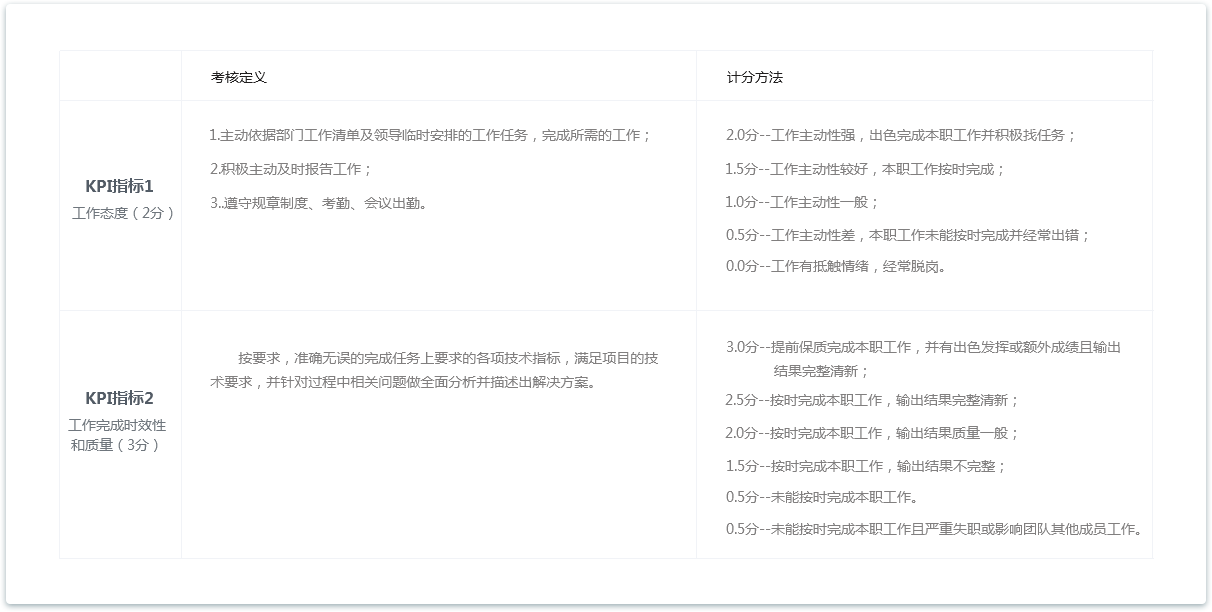 考核定义
计分方法
KPI指标1
工作态度（2分）
1.主动依据部门工作清单及领导临时安排的工作任务，完成所需的工作；
2.积极主动及时报告工作；
3..遵守规章制度、考勤、会议出勤。
2.0分--工作主动性强，出色完成本职工作并积极找任务；
1.5分--工作主动性较好，本职工作按时完成；
1.0分--工作主动性一般；
0.5分--工作主动性差，本职工作未能按时完成并经常出错；
0.0分--工作有抵触情绪，经常脱岗。
KPI指标2
工作完成时效性
和质量（3分）
按要求，准确无误的完成任务上要求的各项技术指标，满足项目的技
术要求，并针对过程中相关问题做全面分析并描述出解决方案。
3.0分--提前保质完成本职工作，并有出色发挥或额外成绩且输出
结果完整清新；
2.5分--按时完成本职工作，输出结果完整清新；
2.0分--按时完成本职工作，输出结果质量一般；
1.5分--按时完成本职工作，输出结果不完整；
0.5分--未能按时完成本职工作。
0.5分--未能按时完成本职工作且严重失职或影响团队其他成员工作。